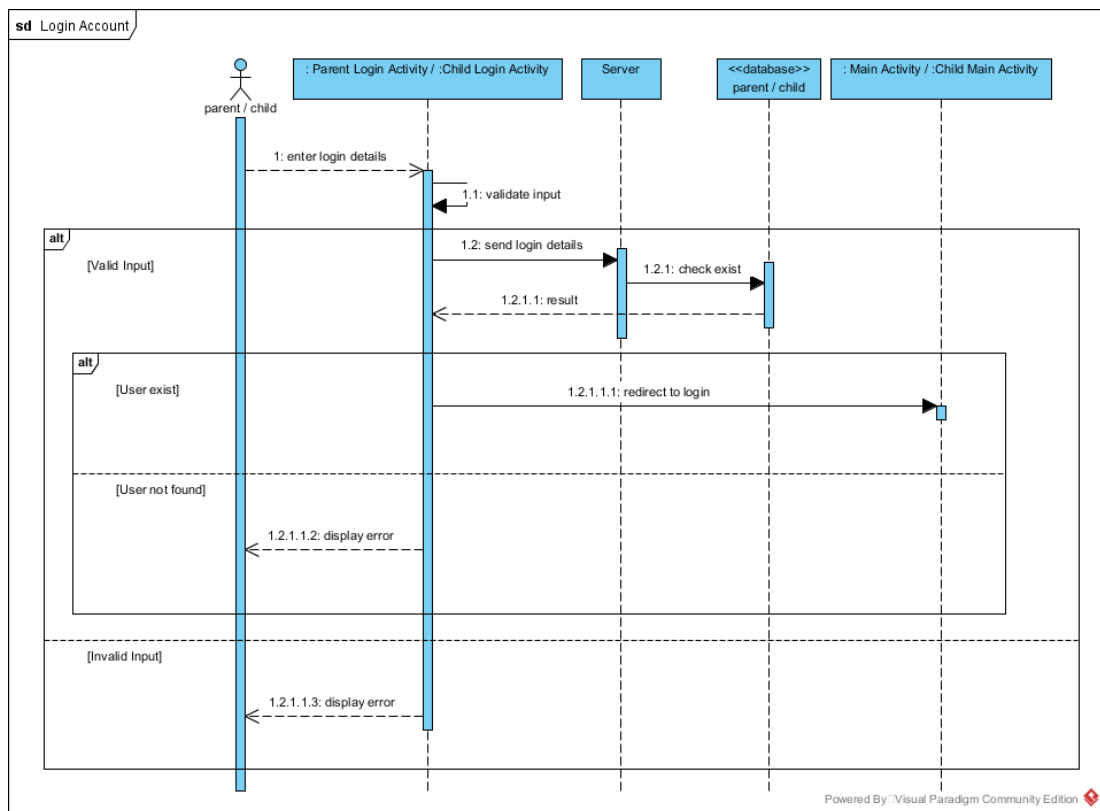 sd Login Account
parent / child
: Parent Login Activity / :Child Login Activity
Server
<<database>>
parent / child
: Main Activity / :Child Main Activity
1: enter login details
1.1: validate input
alt
[Valid Input]
1.2: send login details
1.2.1: check exist
1.2.1.1: result
alt
[User exist]
1.2.1.1.1: redirect to login
[User not found]
1.2.1.1.2: display error
[Invalid Input]
1.2.1.1.3: display error
Powered By Visual Paradigm Community Edition